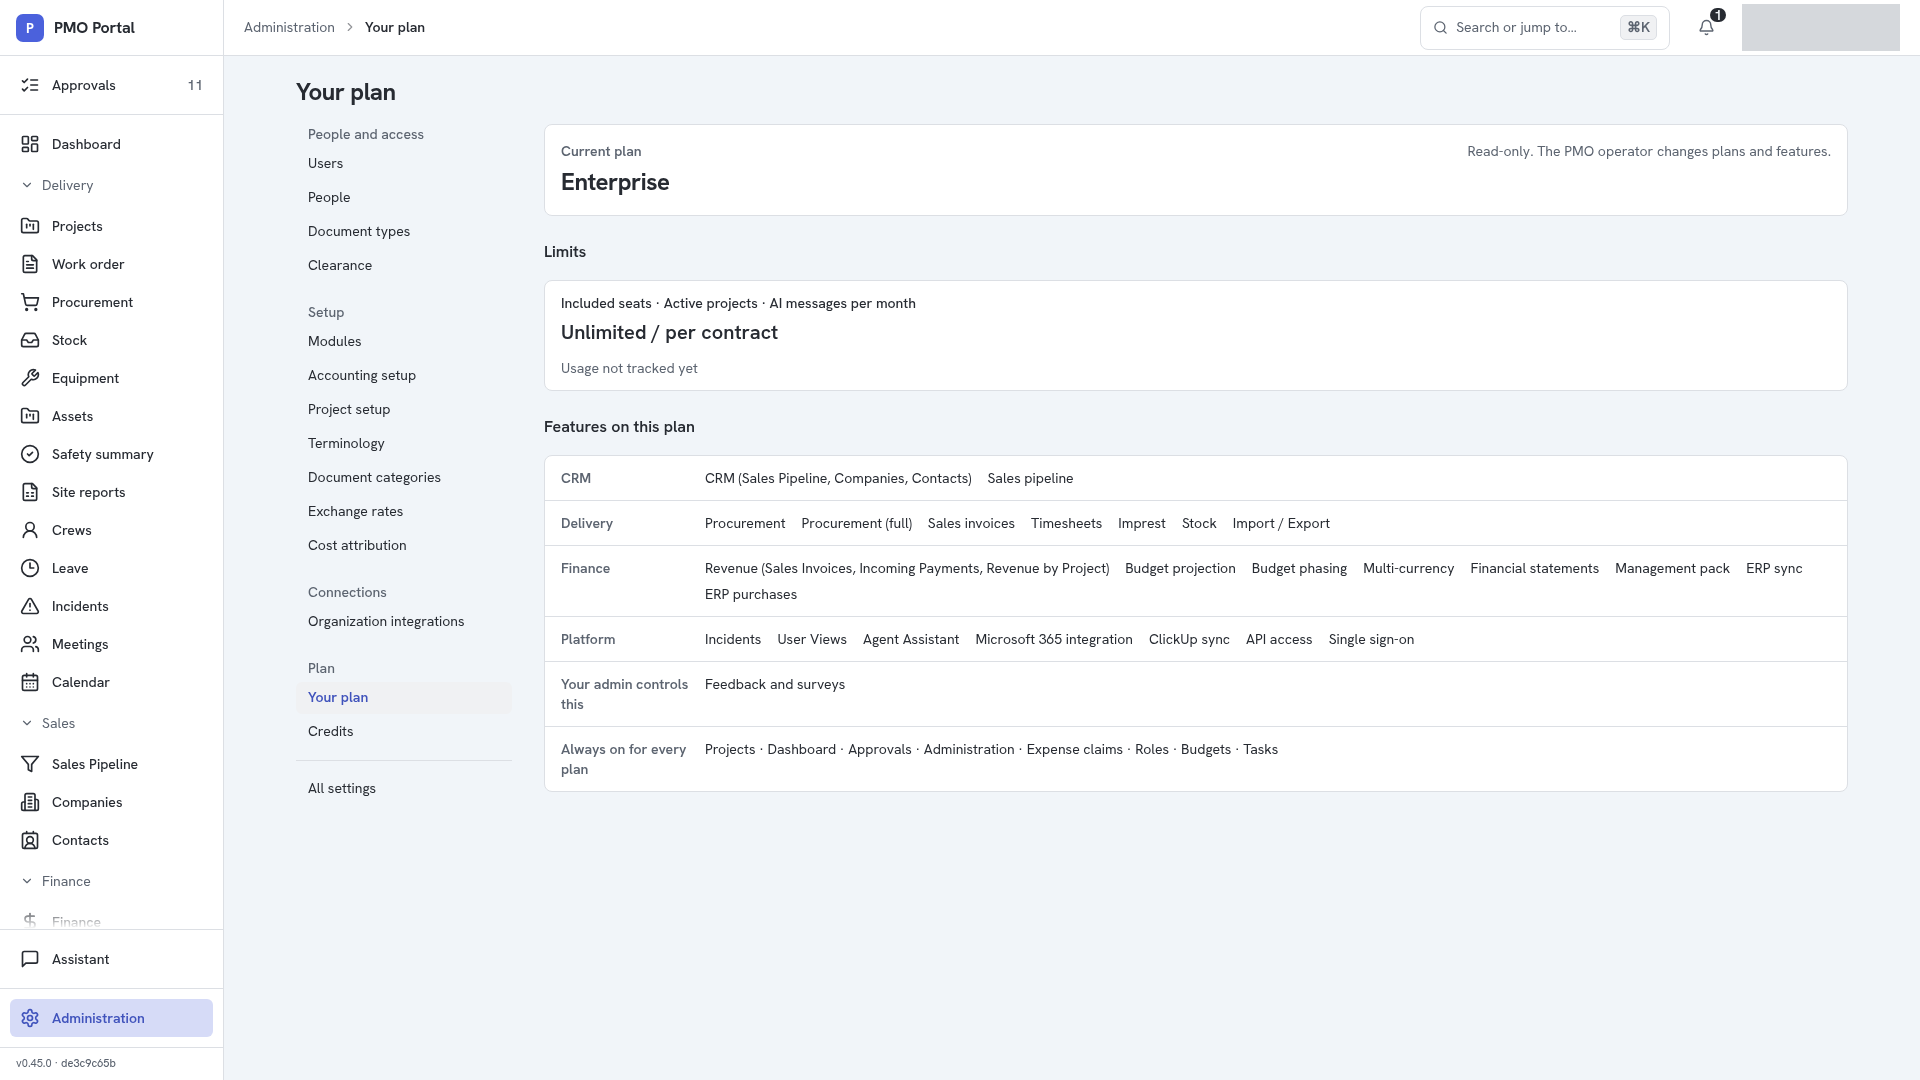 P PMO Portal
Administration > Your plan
Search or jump to... ⌘K
1
Approvals 11
Dashboard
Delivery
Projects
Work order
Procurement
Stock
Equipment
Assets
Safety summary
Site reports
Crews
Leave
Incidents
Meetings
Calendar
Sales
Sales Pipeline
Companies
Contacts
Finance
Finance
Assistant
Administration
v0.45.0 · de3c9c65b
Your plan
People and access
Users
People
Document types
Clearance
Setup
Modules
Accounting setup
Project setup
Terminology
Document categories
Exchange rates
Cost attribution
Connections
Organization integrations
Plan
Your plan
Credits
All settings
Current plan
Read-only. The PMO operator changes plans and features.
Enterprise
Limits
Included seats · Active projects · AI messages per month
Unlimited / per contract
Usage not tracked yet
Features on this plan
CRM CRM (Sales Pipeline, Companies, Contacts) Sales pipeline
Delivery Procurement Procurement (full) Sales invoices Timesheets Imprest Stock Import / Export
Finance Revenue (Sales Invoices, Incoming Payments, Revenue by Project) Budget projection Budget phasing Multi-currency Financial statements Management pack ERP sync
ERP purchases
Platform Incidents User Views Agent Assistant Microsoft 365 integration ClickUp sync API access Single sign-on
Your admin controls Feedback and surveys
this
Always on for every Projects · Dashboard · Approvals · Administration · Expense claims · Roles · Budgets · Tasks
plan